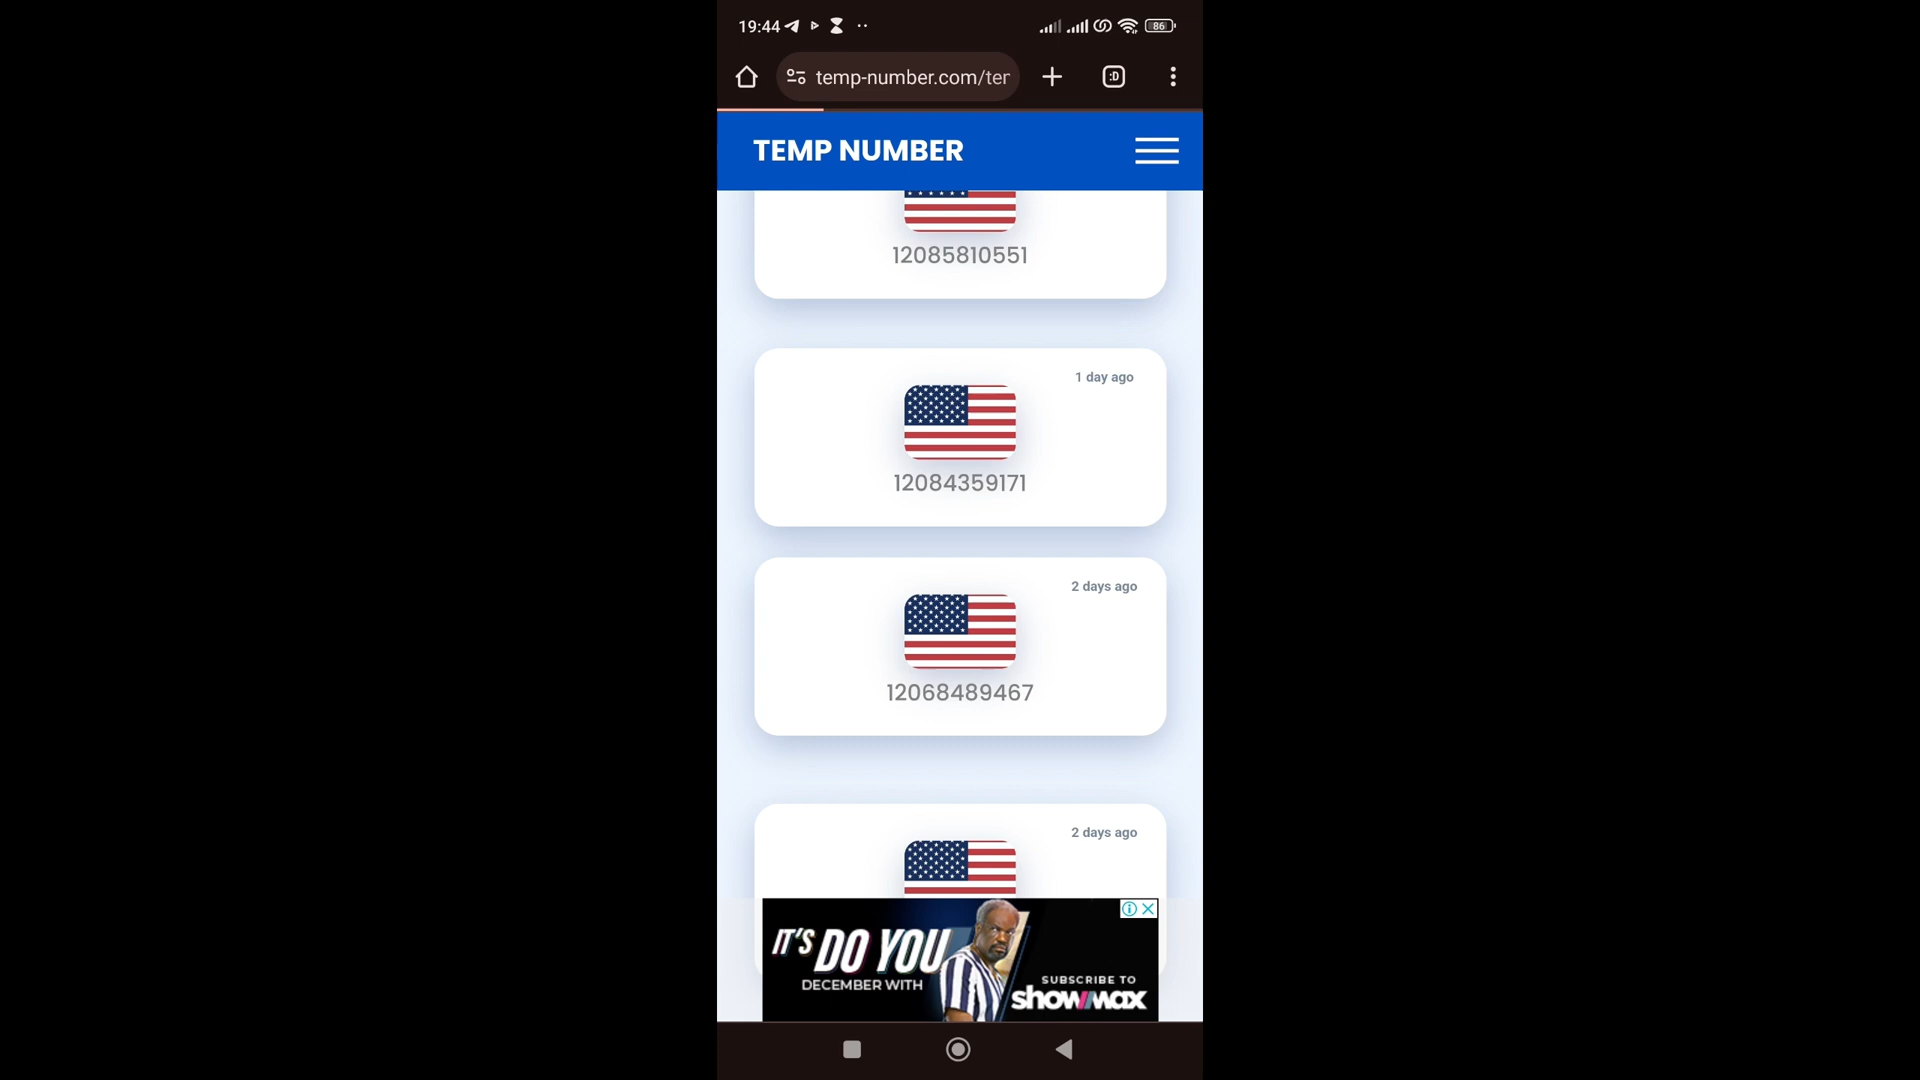 19:44
86
temp-number.com/ter
:D
TEMP NUMBER
12085810551
1 day ago
12084359171
2 days ago
12068489467
2 days ago
IT'S DO YOU
DECEMBER WITH
SUBSCRIBE TO
showmax